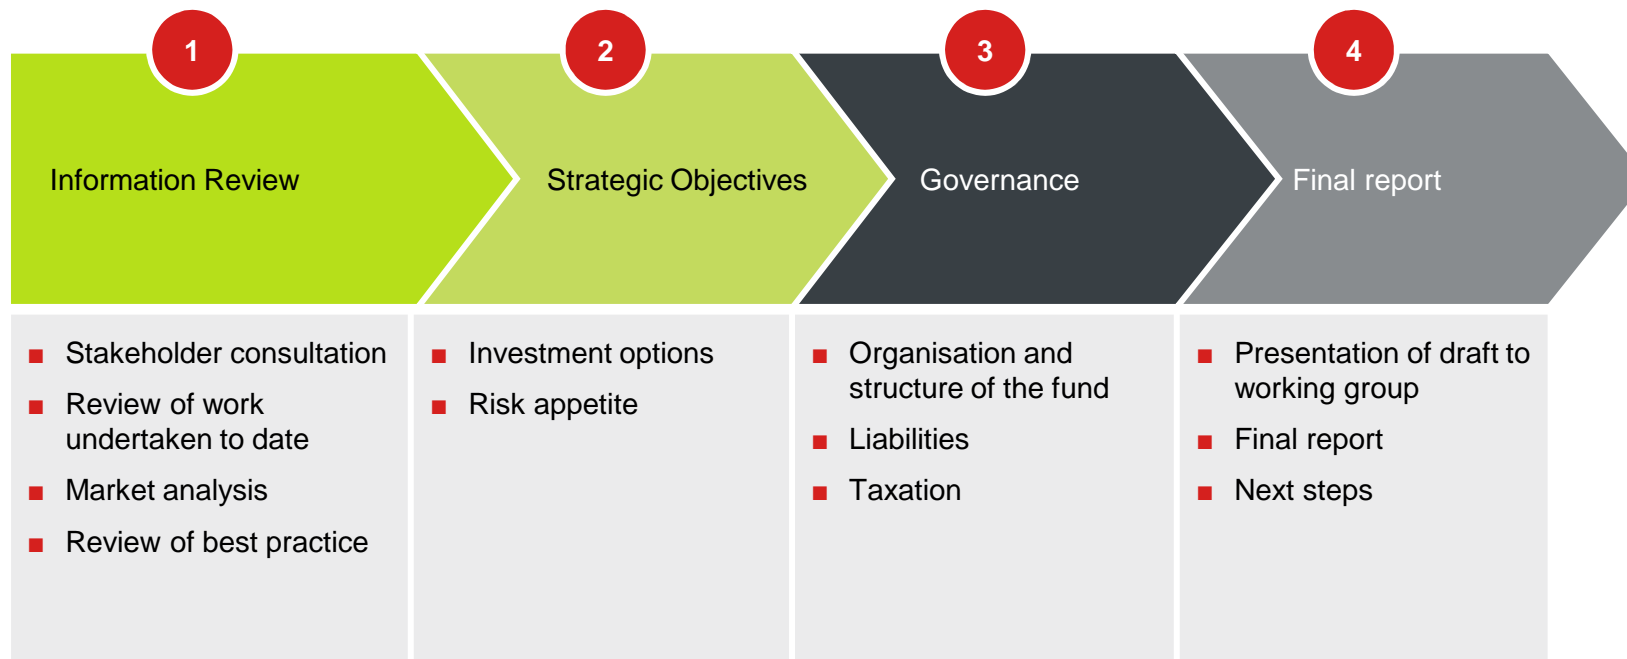 1
Information Review
Stakeholder consultation
Review of work
undertaken to date
Market analysis
Review of best practice
2
Strategic Objectives
Investment options
Risk appetite
3
Governance
Organisation and
structure of the fund
Liabilities
Taxation
4
Final report
Presentation of draft to
working group
Final report
Next steps